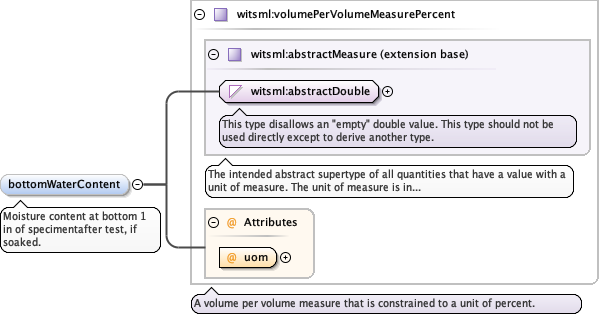 witsml:volumePerVolumeMeasurePercent
witsml:abstractMeasure (extension base)
witsml:abstractDouble
This type disallows an "empty" double value. This type should not be
used directly except to derive another type.
The intended abstract supertype of all quantities that have a value with a
unit of measure. The unit of measure is in...
bottomWaterContent
Moisture content at bottom 1
in of specimentafter test, if
soaked.
@ Attributes
@ uom
A volume per volume measure that is constrained to a unit of percent.